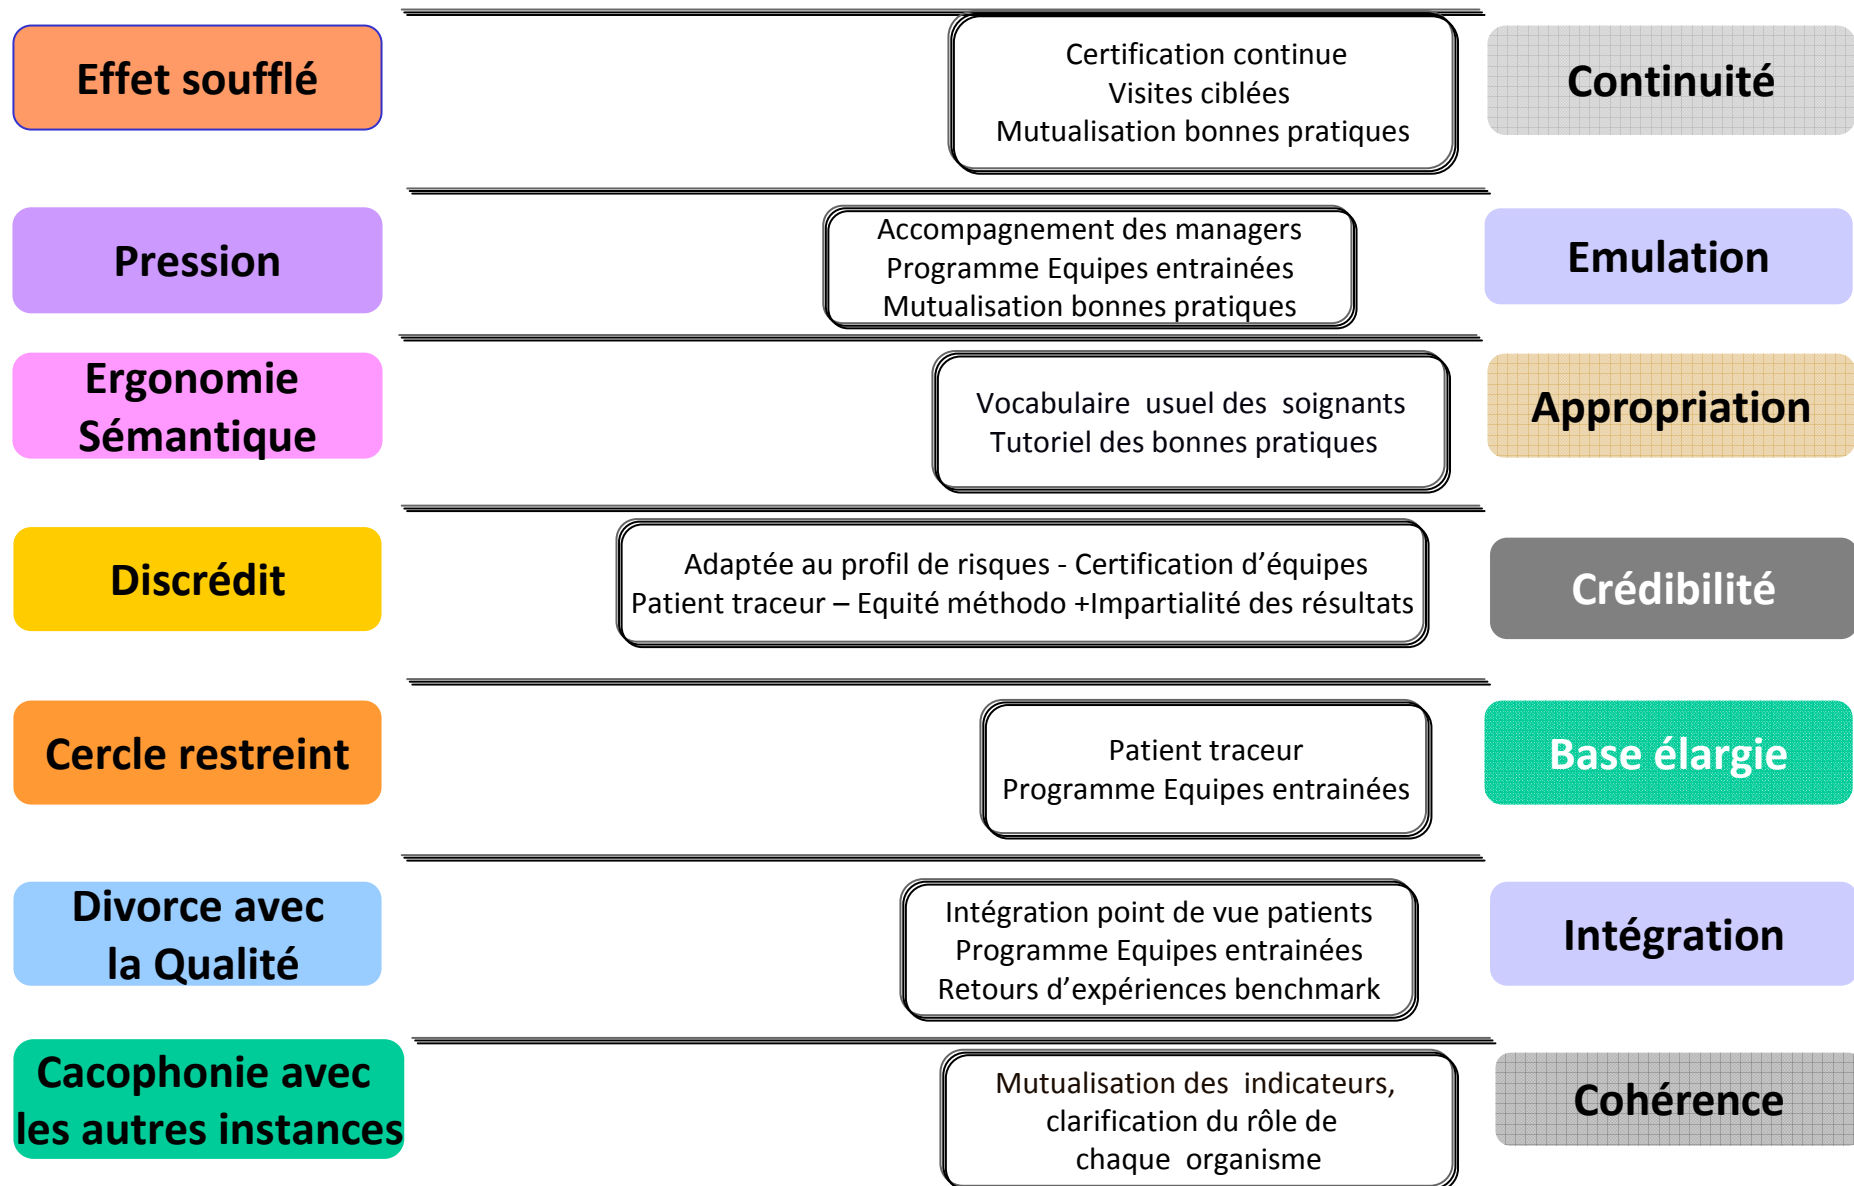 Effet soufflé
Certification continue
Visites ciblées
Mutualisation bonnes pratiques
Continuité
Pression
Accompagnement des managers
Programme Equipes entrainées
Mutualisation bonnes pratiques
Emulation
Ergonomie
Sémantique
Vocabulaire usuel des soignants
Tutoriel des bonnes pratiques
Appropriation
Discrédit
Adaptée au profil de risques - Certification d’équipes
Patient traceur – Equité méthodo +Impartialité des résultats
Crédibilité
Cercle restreint
Patient traceur
Programme Equipes entrainées
Base élargie
Divorce avec
la Qualité
Intégration point de vue patients
Programme Equipes entrainées
Retours d’expériences benchmark
Intégration
Cacophonie avec
les autres instances
Mutualisation des indicateurs,
clarification du rôle de
chaque organisme
Cohérence